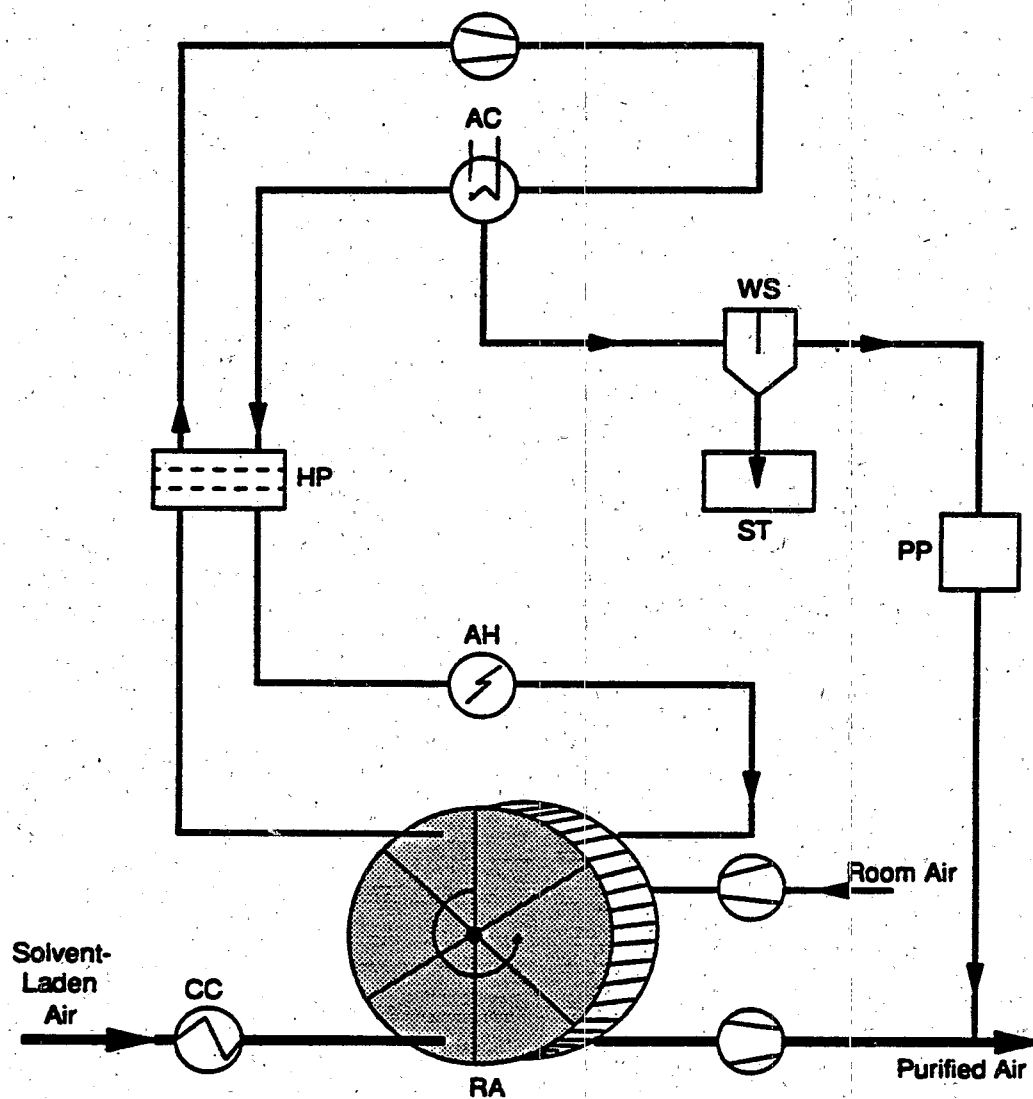 AC
WS
HP
ST
PP
AH
Room Air
Solvent-
Laden
Air
CC
Purified Air
RA